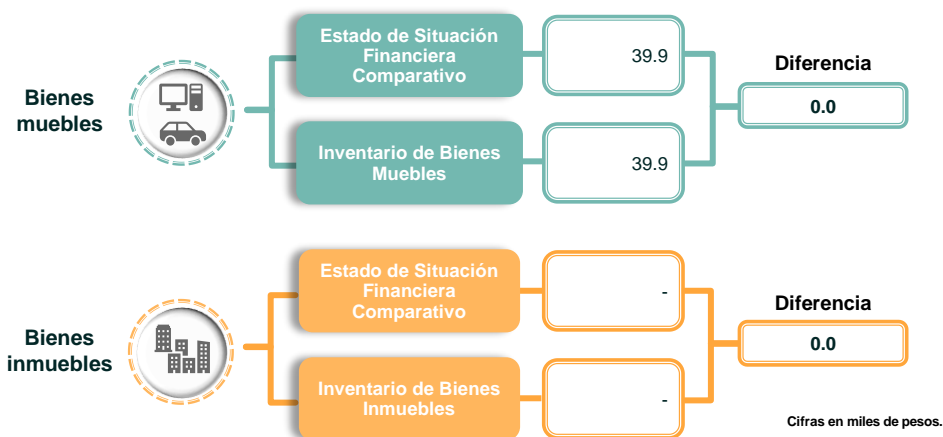 Bienes
muebles
Estado de Situación
Financiera
Comparativo
39.9
Inventario de Bienes
Muebles
39.9
Diferencia
0.0
Bienes
inmuebles
Estado de Situación
Financiera
Comparativo
-
Inventario de Bienes
Inmuebles
-
Diferencia
0.0
Cifras en miles de pesos.